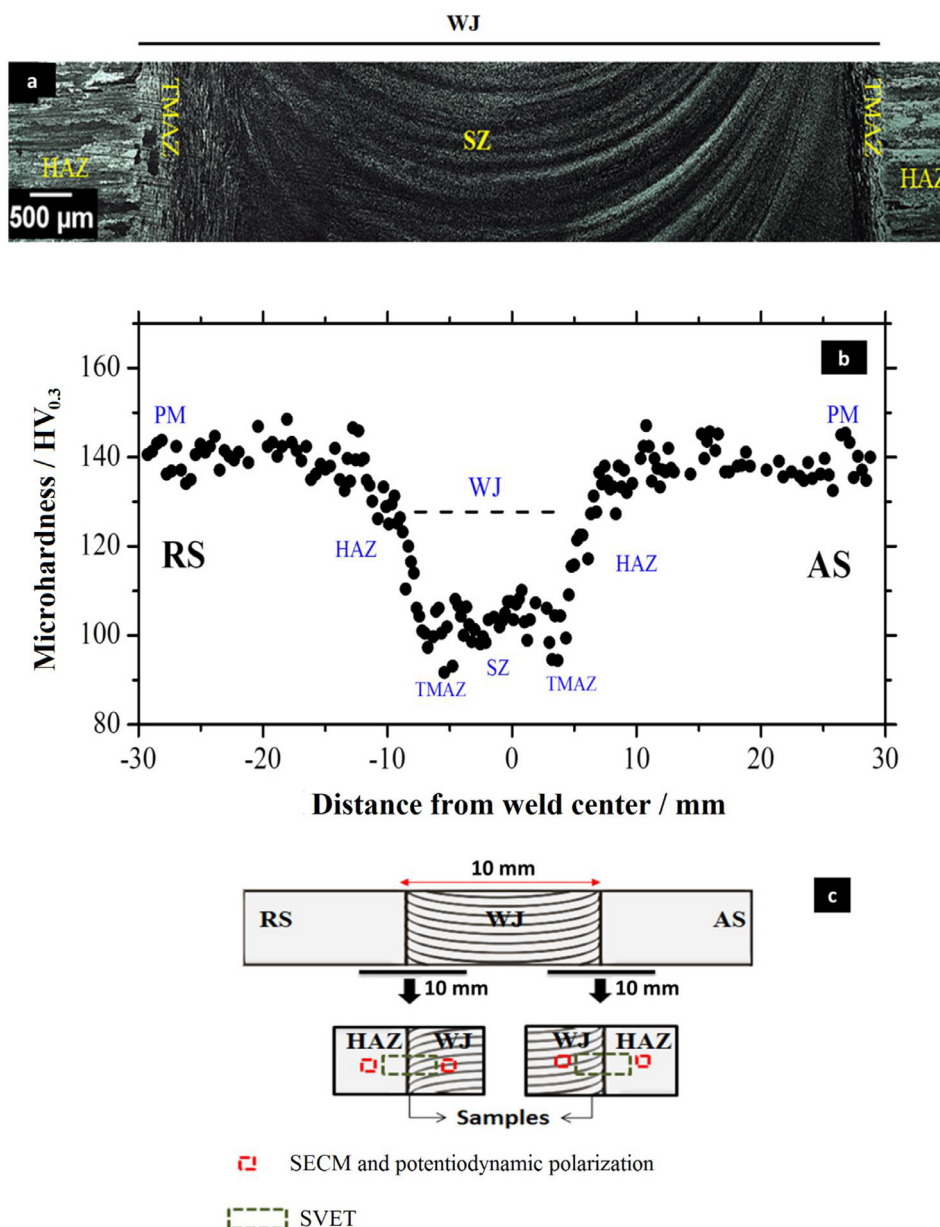 WJ
a
TMAZ
TMAZ
SZ
HAZ
HAZ
500 µm
b
160
140
120
100
80
Microhardness / HV0.3
PM
PM
WJ
HAZ
HAZ
RS
AS
SZ
TMAZ
TMAZ
-30 -20 -10 0 10 20 30
Distance from weld center / mm
10 mm
c
RS
WJ
AS
10 mm
10 mm
HAZ WJ
WJ HAZ
Samples
SECM and potentiodynamic polarization
SVET